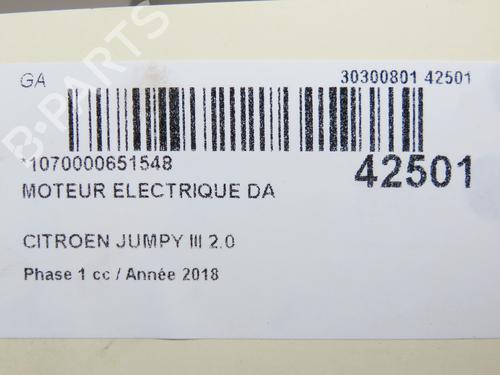 GA
30300801 42501
*1070000651548
42501
MOTEUR ELECTRIQUE DA
CITROEN JUMPY III 2.0
Phase 1 cc / Année 2018
B-PARTS